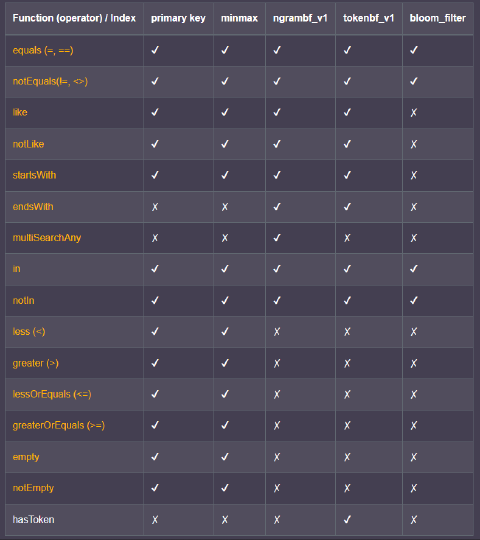 Function (operator) / Index primary key minmax ngrambf_v1 tokenbf_v1 bloom_filter
equals (=, ==) ✔ ✔ ✔ ✔ ✔
notEquals(!=, <>) ✔ ✔ ✔ ✔ ✔
like ✔ ✔ ✔ ✔ ✗
notLike ✔ ✔ ✔ ✔ ✗
startsWith ✔ ✔ ✔ ✔ ✗
endsWith ✗ ✗ ✔ ✔ ✗
multiSearchAny ✗ ✗ ✔ ✗ ✗
in ✔ ✔ ✔ ✔ ✔
notIn ✔ ✔ ✔ ✔ ✔
less (<) ✔ ✔ ✗ ✗ ✗
greater (>) ✔ ✔ ✗ ✗ ✗
lessOrEquals (<=) ✔ ✔ ✗ ✗ ✗
greaterOrEquals (>=) ✔ ✔ ✗ ✗ ✗
empty ✔ ✔ ✗ ✗ ✗
notEmpty ✔ ✔ ✗ ✗ ✗
hasToken ✗ ✗ ✗ ✔ ✗